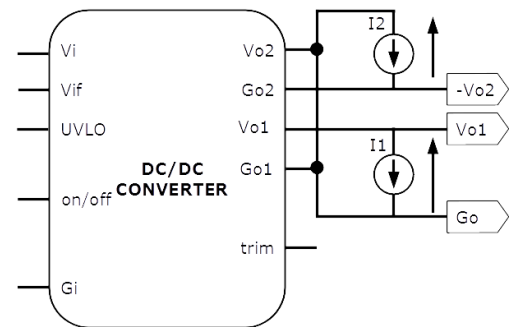 I2
Vi
Vo2
Vif
Go2
-Vo2
UVLO
Vo1
Vo1
I1
DC/DC
CONVERTER
Go1
on/off
Go
trim
Gi